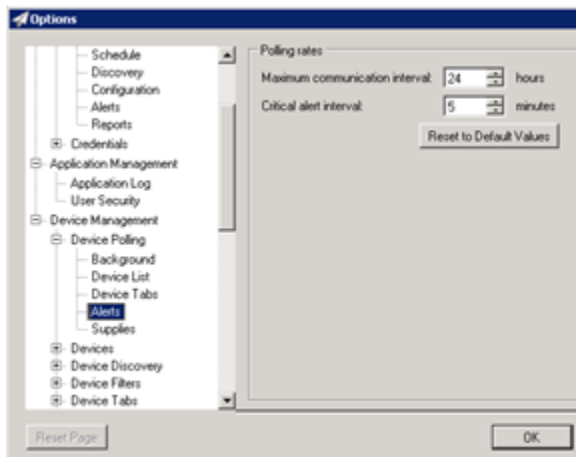 Options
Schedule
Discovery
Configuration
Alerts
Reports
Credentials
Application Management
Application Log
User Security
Device Management
Device Polling
Background
Device List
Device Tabs
Alerts
Supplies
Devices
Device Discovery
Device Filters
Device Tabs
Polling rates
Maximum communication interval: 24 hours
Critical alert interval: 5 minutes
Reset to Default Values
Reset Page
OK